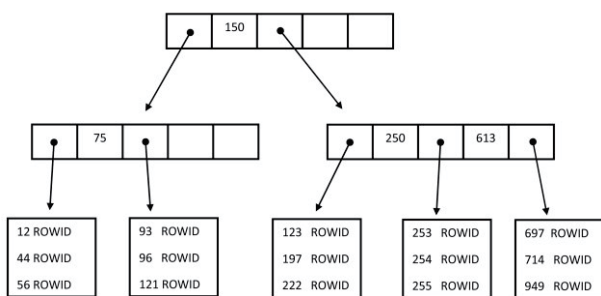 150
75
250 613
12 ROWID
44 ROWID
56 ROWID
93 ROWID
96 ROWID
121 ROWID
123 ROWID
197 ROWID
222 ROWID
253 ROWID
254 ROWID
255 ROWID
697 ROWID
714 ROWID
949 ROWID